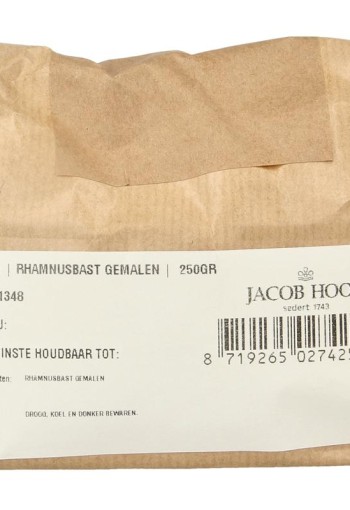 | RHAMNUSBAST GEMALEN | 250GR
1348
J:
INSTE HOUDBAAR TOT:
ten: RHAMNUSBAST GEMALEN
DROOG, KOEL EN DONKER BEWAREN.
JACOB HOO
sedert 1743
8 719265 02742